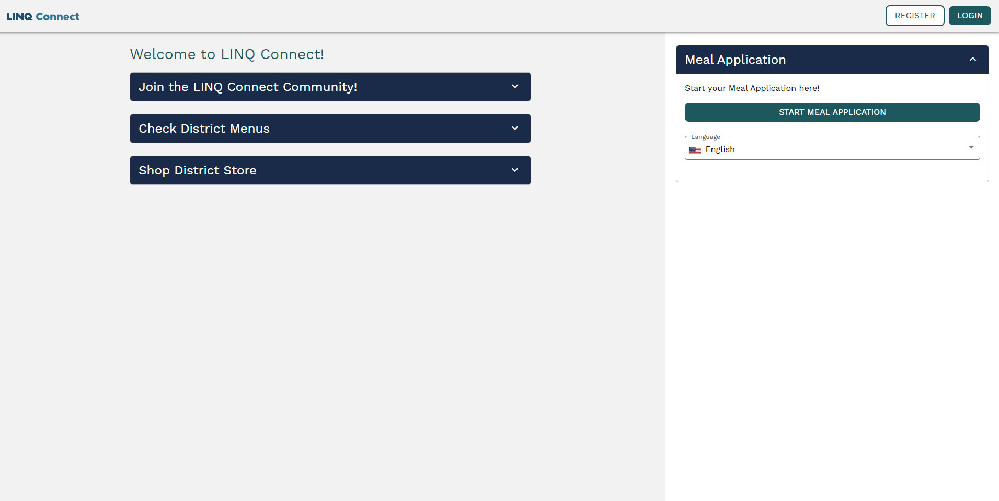 LINQ Connect
REGISTER
LOGIN
Welcome to LINQ Connect!
Join the LINQ Connect Community!
Check District Menus
Shop District Store
Meal Application
Start your Meal Application here!
START MEAL APPLICATION
Language
English